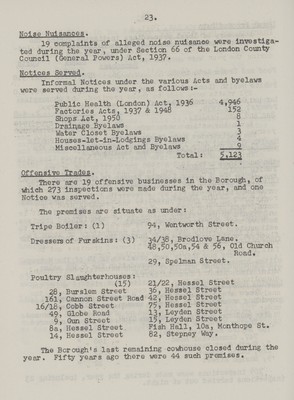 23.
Noise Nuisances.
19 complaints of alleged noise nuisance were investiga-
ted during the year, under Section 66 of the London County
Council (General Powers) Act, 1937.
Notices Served.
Informal Notices under the various Acts and byelaws
were served during the year, as follows:-
Public Health (London) Act, 1936 4,946
Factories Acts, 1937 & 1948 152
Shops Act, 1950 8
Drainage Byelaws 1
Water Closet Byelaws 3
Houses-let-in-Lodgings Byelaws 4
Miscellaneous Act and Byelaws 9
Total: 5,123
Offensive Trades.
There are 19 offensive businesses in the Borough, of
which 273 inspections were made during the year, and one
Notice was served.
The premises are situate as under:
Tripe Boiler: (1) 94, Wentworth Street.
Dressers of Furskins: (3) 34/38, Brodlove Lane.
48,50,50a,54 & 56, Old Church
Road.
29, Spelman Street.
Poultry Slaughterhouses:
(15) 21/22, Hessel Street
28, Burslem Street 36, Hessel Street
161, Cannon Street Road 42, Hessel Street
16/18, Cobb Street 75, Hessel Street
49, Globe Road 13, Leyden Street
9, Gun Street 15, Leyden Street
8a, Hessel Street Fish Hall, 10a, Monthope St.
14, Hessel Street 82, Stepney Way.
The Borough's last remaining cowhouse closed during the
year. Fifty years ago there were 44 such premises.